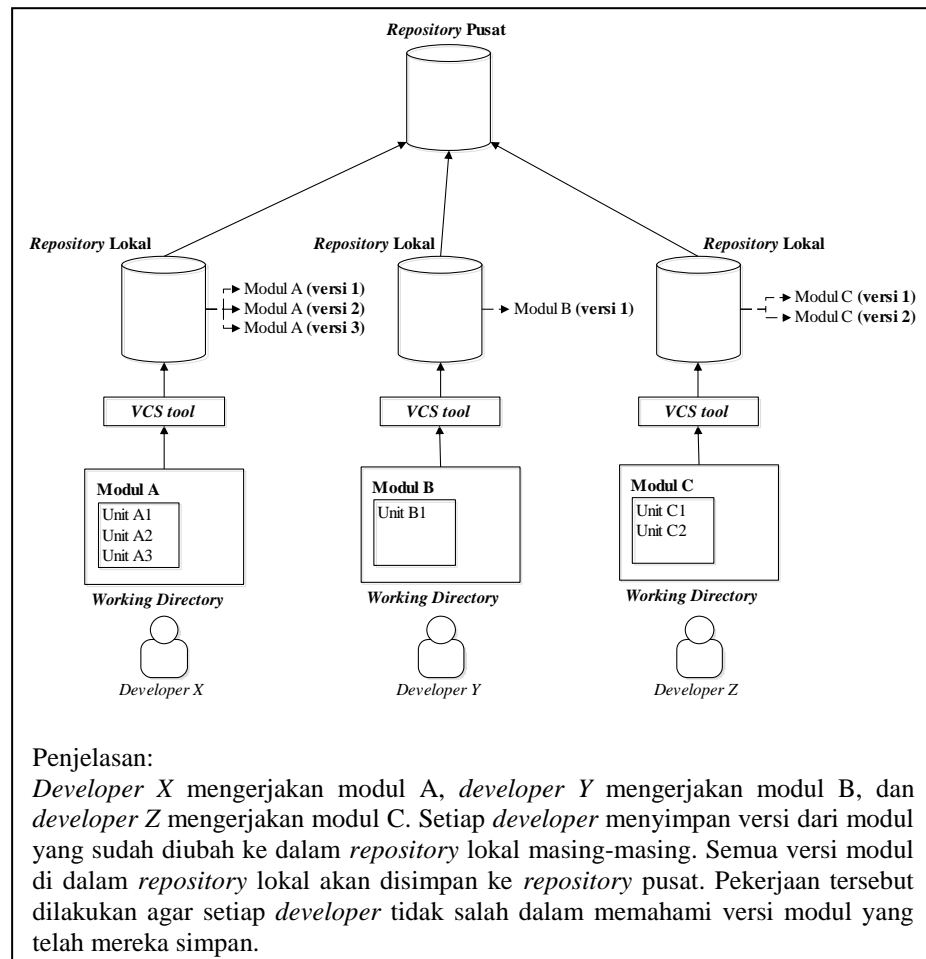 Repository Pusat
Repository Lokal
Repository Lokal
Repository Lokal
Modul A (versi 1)
Modul A (versi 2)
Modul A (versi 3)
Modul B (versi 1)
Modul C (versi 1)
Modul C (versi 2)
VCS tool
VCS tool
VCS tool
Modul A
Unit A1
Unit A2
Unit A3
Modul B
Unit B1
Modul C
Unit C1
Unit C2
Working Directory
Working Directory
Working Directory
Developer X
Developer Y
Developer Z
Penjelasan:
Developer X mengerjakan modul A, developer Y mengerjakan modul B, dan
developer Z mengerjakan modul C. Setiap developer menyimpan versi dari modul
yang sudah diubah ke dalam repository lokal masing-masing. Semua versi modul
di dalam repository lokal akan disimpan ke repository pusat. Pekerjaan tersebut
dilakukan agar setiap developer tidak salah dalam memahami versi modul yang
telah mereka simpan.